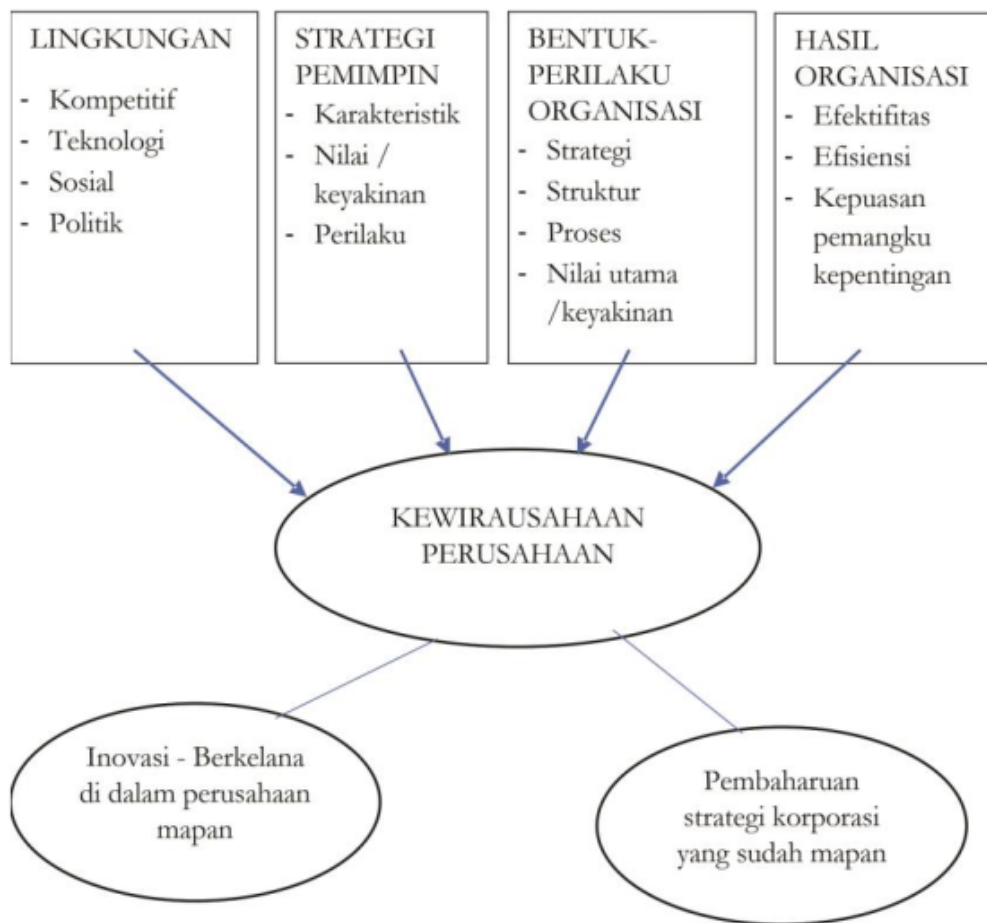 LINGKUNGAN
- Kompetitif
- Teknologi
- Sosial
- Politik
STRATEGI
PEMIMPIN
- Karakteristik
- Nilai /
keyakinan
- Perilaku
BENTUK-
PERILAKU
ORGANISASI
- Strategi
- Struktur
- Proses
- Nilai utama
/keyakinan
HASIL
ORGANISASI
- Efektifitas
- Efisiensi
- Kepuasan
pemangku
kepentingan
KEWIRAUSAHAAN
PERUSAHAAN
Inovasi - Berkelana
di dalam perusahaan
mapan
Pembaharuan
strategi korporasi
yang sudah mapan